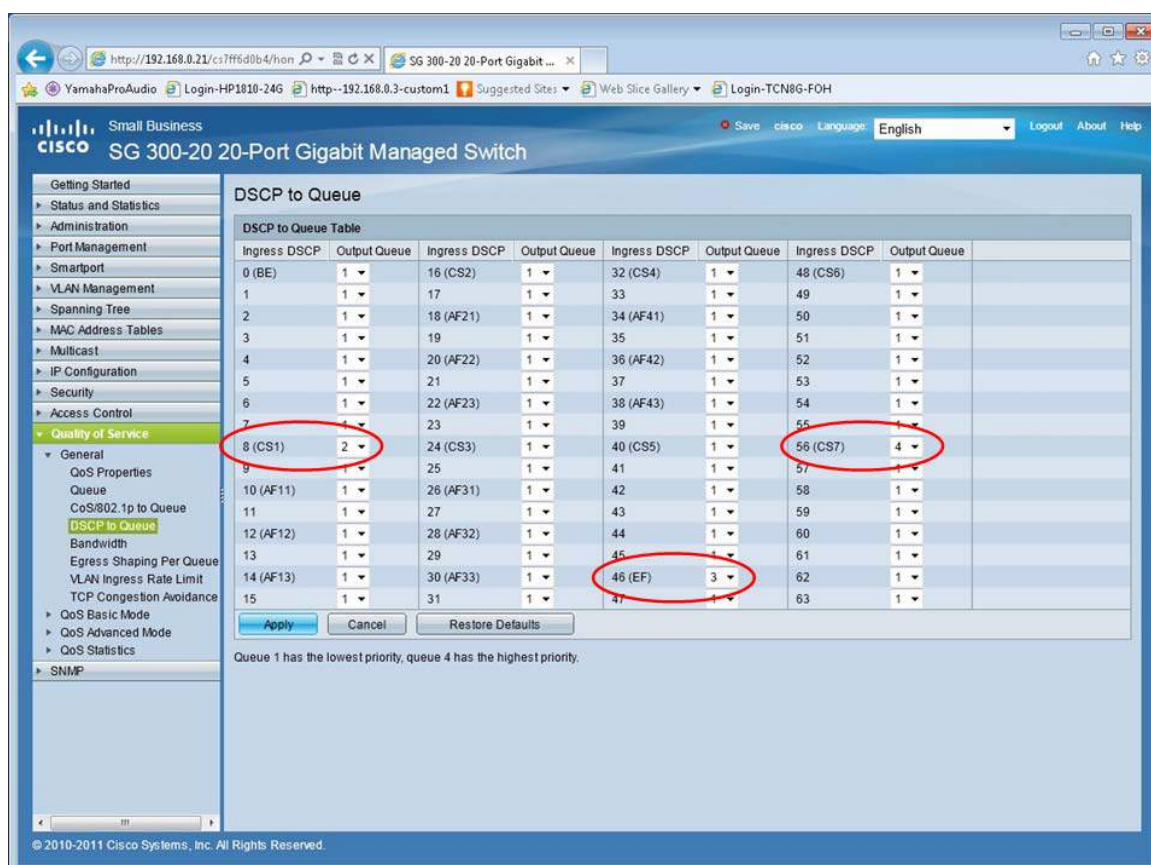 http://192.168.0.21/cs7ff6d0b4/hon
SG 300-20 20-Port Gigabit ...
YamahaProAudio Login-HP1810-24G http--192.168.0.3-custom1 Suggested Sites Web Slice Gallery Login-TCN8G-FOH
Small Business
Save cisco Language: English Logout About Help
CISCO SG 300-20 20-Port Gigabit Managed Switch
Getting Started
Status and Statistics
Administration
Port Management
Smartport
VLAN Management
Spanning Tree
MAC Address Tables
Multicast
IP Configuration
Security
Access Control
Quality of Service
General
QoS Properties
Queue
CoS/802.1p to Queue
DSCP to Queue
Bandwidth
Egress Shaping Per Queue
VLAN Ingress Rate Limit
TCP Congestion Avoidance
QoS Basic Mode
QoS Advanced Mode
QoS Statistics
SNMP
DSCP to Queue
DSCP to Queue Table
Ingress DSCP Output Queue Ingress DSCP Output Queue Ingress DSCP Output Queue Ingress DSCP Output Queue
0 (BE) 1 16 (CS2) 1 32 (CS4) 1 48 (CS6) 1
1 1 17 1 33 1 49 1
2 1 18 (AF21) 1 34 (AF41) 1 50 1
3 1 19 1 35 1 51 1
4 1 20 (AF22) 1 36 (AF42) 1 52 1
5 1 21 1 37 1 53 1
6 1 22 (AF23) 1 38 (AF43) 1 54 1
7 1 23 1 39 1 55 1
8 (CS1) 2 24 (CS3) 1 40 (CS5) 1 56 (CS7) 4
9 1 25 1 41 1 57 1
10 (AF11) 1 26 (AF31) 1 42 1 58 1
11 1 27 1 43 1 59 1
12 (AF12) 1 28 (AF32) 1 44 1 60 1
13 1 29 1 45 1 61 1
14 (AF13) 1 30 (AF33) 1 46 (EF) 3 62 1
15 1 31 1 47 1 63 1
Apply Cancel Restore Defaults
Queue 1 has the lowest priority, queue 4 has the highest priority.
© 2010-2011 Cisco Systems, Inc. All Rights Reserved.